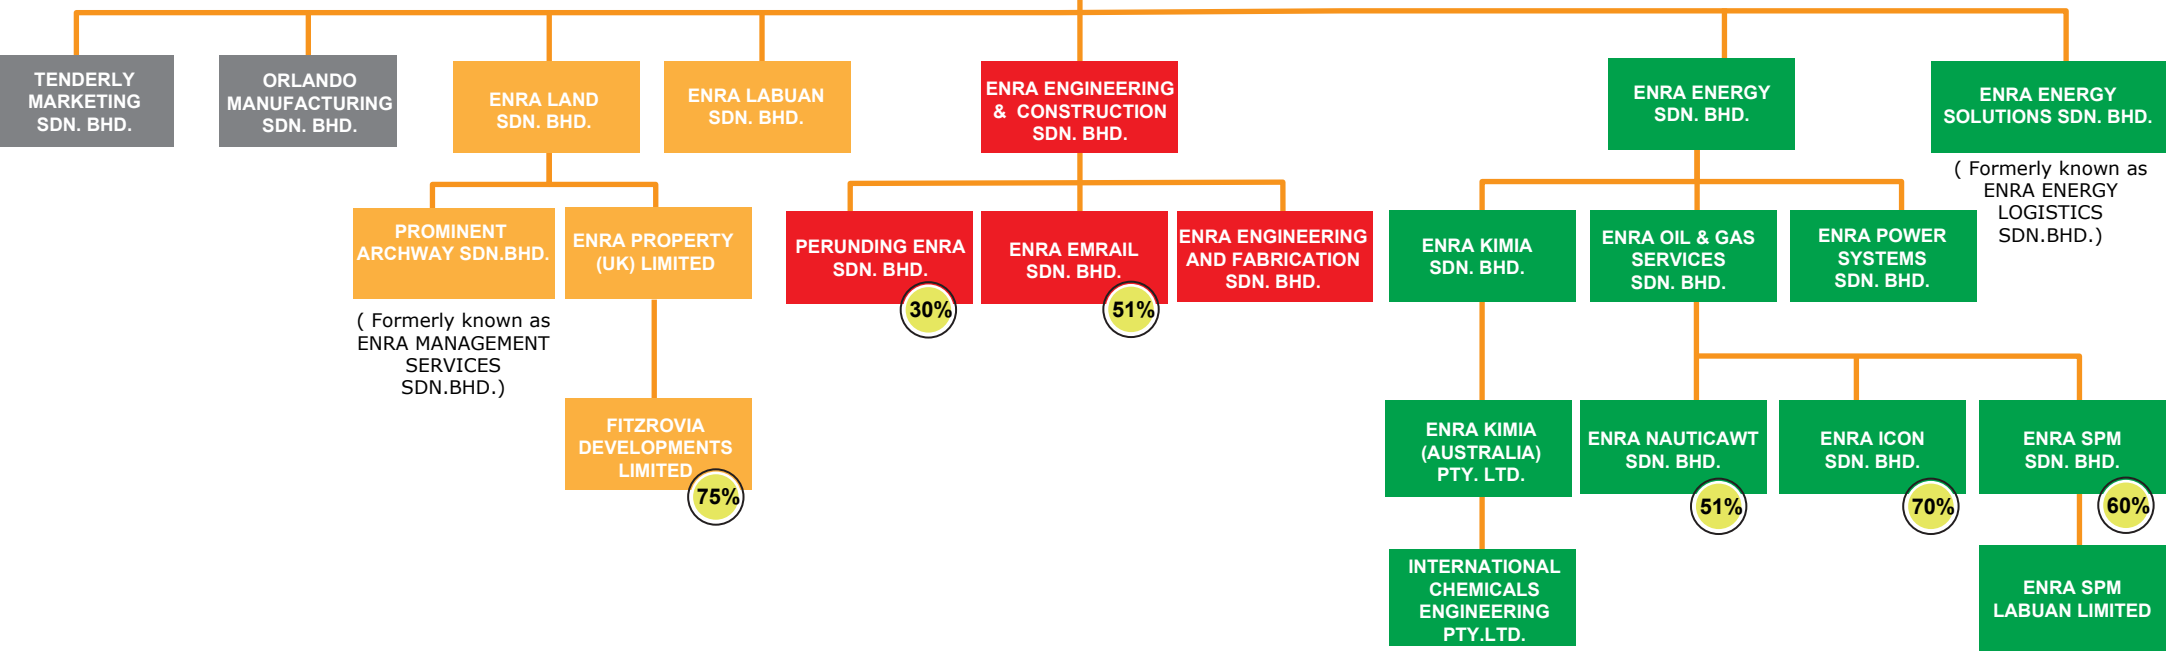 TENDERLY
MARKETING
SDN. BHD.
ORLANDO
MANUFACTURING
SDN. BHD.
ENRA LAND
SDN. BHD.
ENRA LABUAN
SDN. BHD.
ENRA ENGINEERING
& CONSTRUCTION
SDN. BHD.
ENRA ENERGY
SDN. BHD.
ENRA ENERGY
SOLUTIONS SDN. BHD.
( Formerly known as
ENRA ENERGY
LOGISTICS
SDN.BHD.)
PROMINENT
ARCHWAY SDN.BHD.
( Formerly known as
ENRA MANAGEMENT
SERVICES
SDN.BHD.)
ENRA PROPERTY
(UK) LIMITED
PERUNDING ENRA
SDN. BHD.
30%
ENRA EMRAIL
SDN. BHD.
51%
ENRA ENGINEERING
AND FABRICATION
SDN. BHD.
ENRA KIMIA
SDN. BHD.
ENRA OIL & GAS
SERVICES
SDN. BHD.
ENRA POWER
SYSTEMS
SDN. BHD.
FITZROVIA
DEVELOPMENTS
LIMITED
75%
ENRA KIMIA
(AUSTRALIA)
PTY. LTD.
ENRA NAUTICAWT
SDN. BHD.
51%
ENRA ICON
SDN. BHD.
70%
ENRA SPM
SDN. BHD.
60%
INTERNATIONAL
CHEMICALS
ENGINEERING
PTY.LTD.
ENRA SPM
LABUAN LIMITED